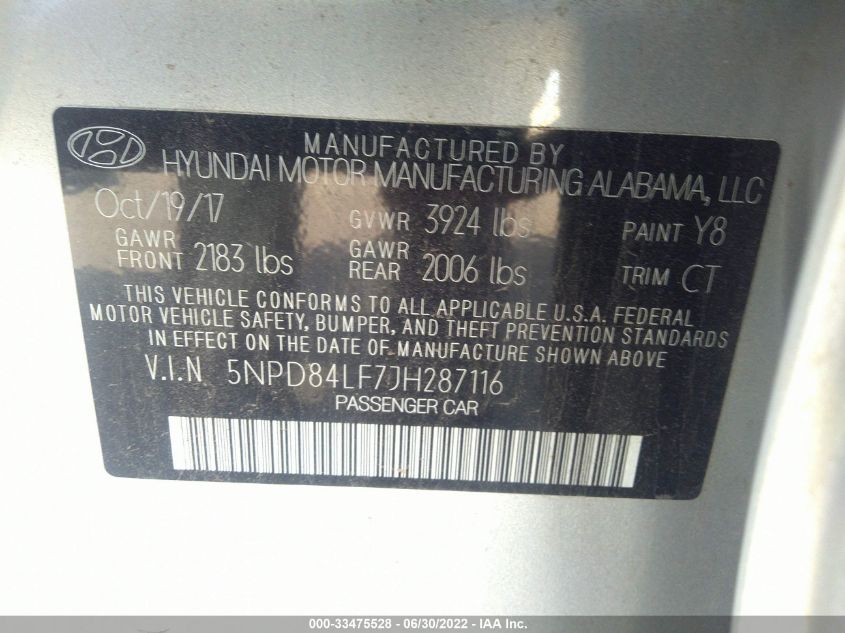 MANUFACTURED BY
HYUNDAI MOTOR MANUFACTURING ALABAMA, LLC
Oct/19/17 GVWR 3924 lbs PAINT Y8
GAWR FRONT 2183 lbs GAWR REAR 2006 lbs TRIM CT
THIS VEHICLE CONFORMS TO ALL APPLICABLE U.S.A. FEDERAL
MOTOR VEHICLE SAFETY, BUMPER, AND THEFT PREVENTION STANDARDS
IN EFFECT ON THE DATE OF MANUFACTURE SHOWN ABOVE
V.I.N 5NPD84LF7JH287116
PASSENGER CAR
000-33475528 - 06/30/2022 - IAA Inc.